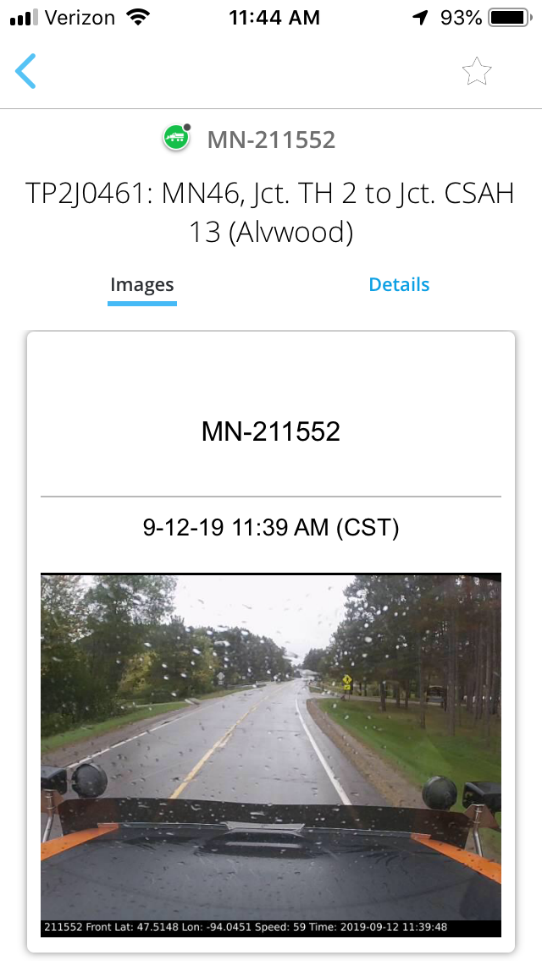 Verizon 11:44 AM 93%
MN-211552
TP2J0461: MN46, Jct. TH 2 to Jct. CSAH
13 (Alvwood)
Images Details
MN-211552
9-12-19 11:39 AM (CST)
211552 Front Lat: 47.5148 Lon: -94.0451 Speed: 59 Time: 2019-09-12 11:39:48